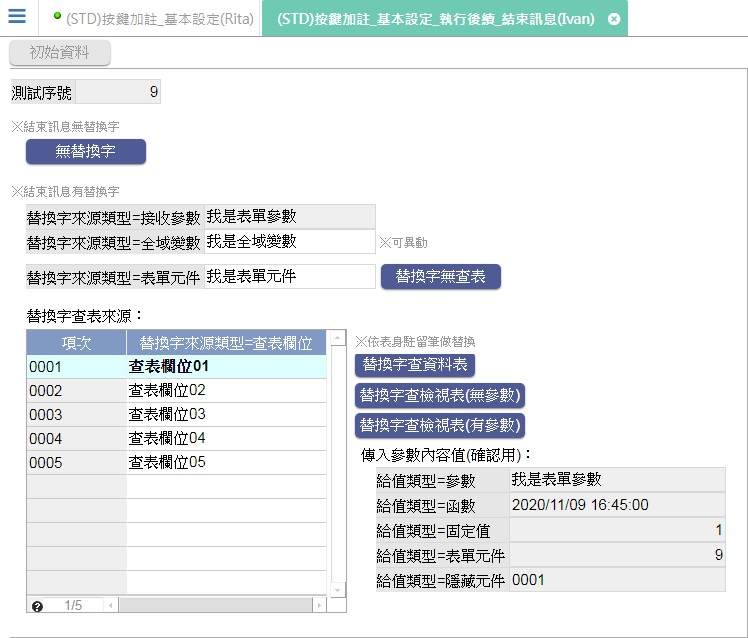 (STD)按鍵加註_基本設定(Rita)
(STD)按鍵加註_基本設定_執行後續_結束訊息(Ivan)
初始資料
測試序號 9
※結束訊息無替換字
無替換字
※結束訊息有替換字
替換字來源類型=接收參數 我是表單參數
替換字來源類型=全域變數 我是全域變數 ※可異動
替換字來源類型=表單元件 我是表單元件 替換字無查表
替換字查表來源：
項次 替換字來源類型=查表欄位
0001 查表欄位01
0002 查表欄位02
0003 查表欄位03
0004 查表欄位04
0005 查表欄位05
1/5
※依表身駐留筆做替換
替換字查資料表
替換字查檢視表(無參數)
替換字查檢視表(有參數)
傳入參數內容值(確認用)：
給值類型=參數 我是表單參數
給值類型=函數 2020/11/09 16:45:00
給值類型=固定值 1
給值類型=表單元件 9
給值類型=隱藏元件 0001